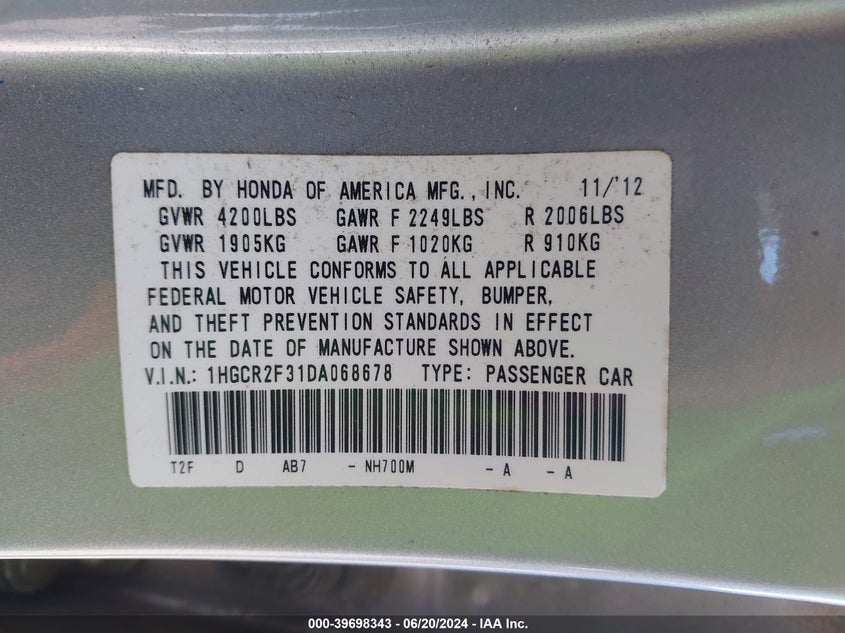 MFD. BY HONDA OF AMERICA MFG., INC. 11/'12
GVWR 4200LBS GAWR F 2249LBS R 2006LBS
GVWR 1905KG GAWR F 1020KG R 910KG
THIS VEHICLE CONFORMS TO ALL APPLICABLE
FEDERAL MOTOR VEHICLE SAFETY, BUMPER,
AND THEFT PREVENTION STANDARDS IN EFFECT
ON THE DATE OF MANUFACTURE SHOWN ABOVE.
V.I.N.: 1HGCR2F31DA068678 TYPE: PASSENGER CAR
T2F D AB7 - NH700M - A - A
000-39698343 / 06/20/2024 - IAA Inc.